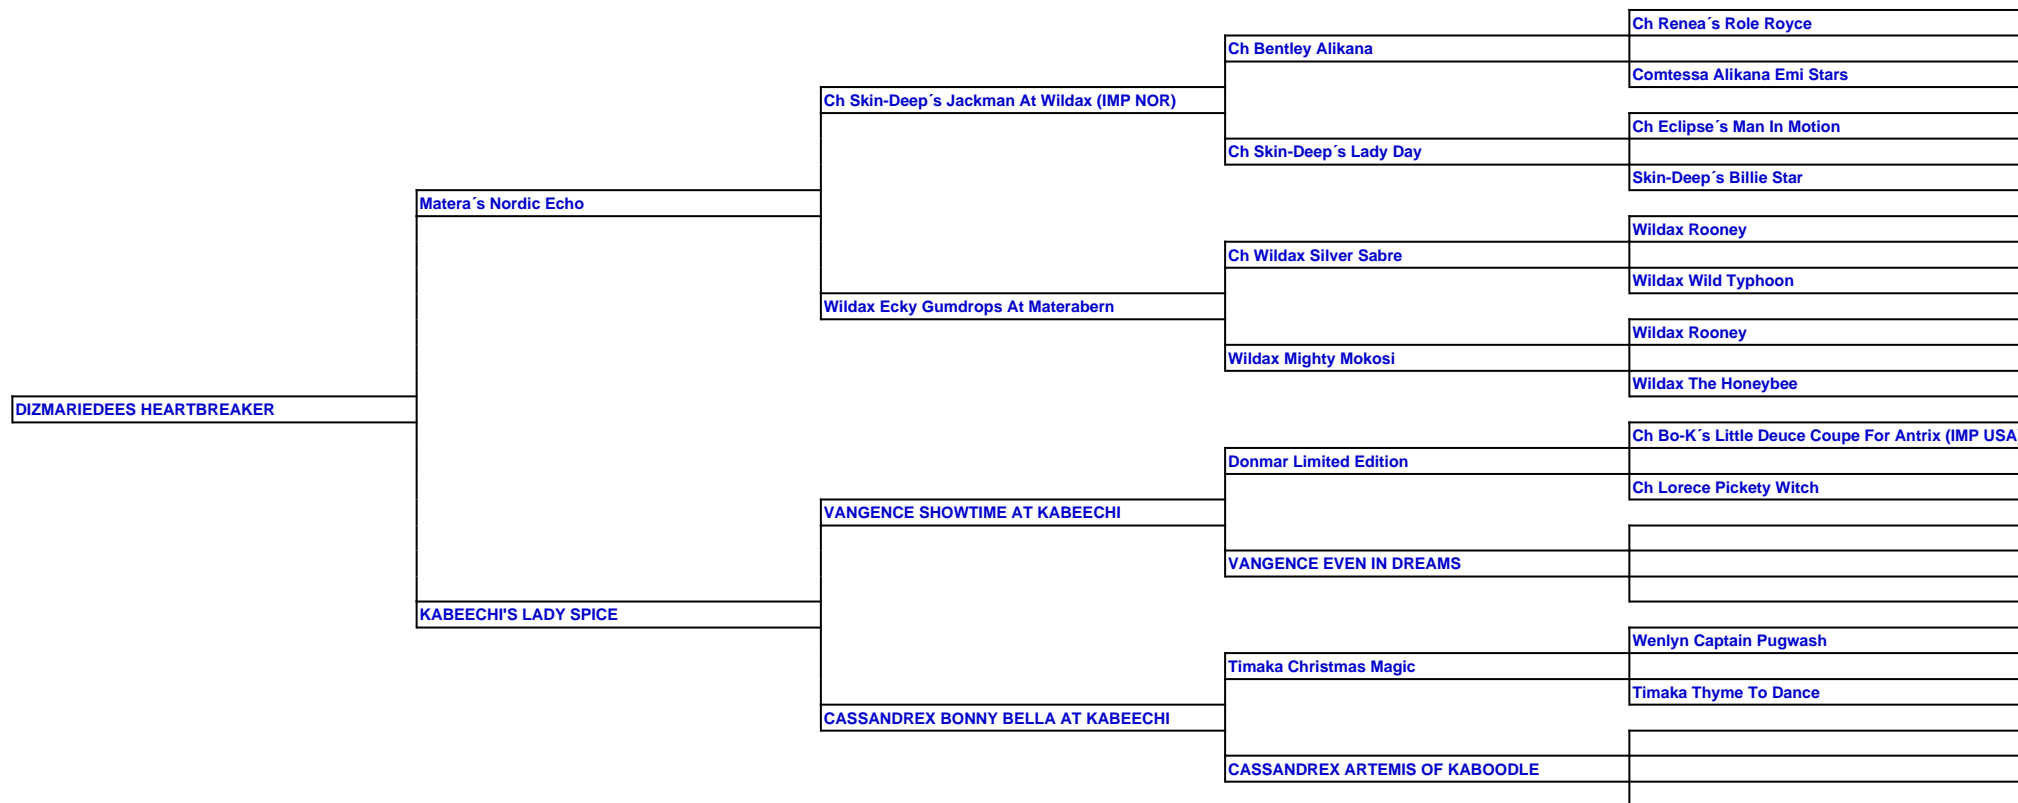 Ch Renea´s Role Royce
Ch Bentley Alikana
Comtessa Alikana Emi Stars
Ch Skin-Deep´s Jackman At Wildax (IMP NOR)
Ch Eclipse´s Man In Motion
Ch Skin-Deep´s Lady Day
Skin-Deep´s Billie Star
Matera´s Nordic Echo
Wildax Rooney
Ch Wildax Silver Sabre
Wildax Wild Typhoon
Wildax Ecky Gumdrops At Materabern
Wildax Rooney
Wildax Mighty Mokosi
Wildax The Honeybee
DIZMARIEDEES HEARTBREAKER
Ch Bo-K´s Little Deuce Coupe For Antrix (IMP USA
Donmar Limited Edition
Ch Lorece Pickety Witch
VANGENCE SHOWTIME AT KABEECHI
VANGENCE EVEN IN DREAMS
KABEECHI'S LADY SPICE
Wenlyn Captain Pugwash
Timaka Christmas Magic
Timaka Thyme To Dance
CASSANDREX BONNY BELLA AT KABEECHI
CASSANDREX ARTEMIS OF KABOODLE